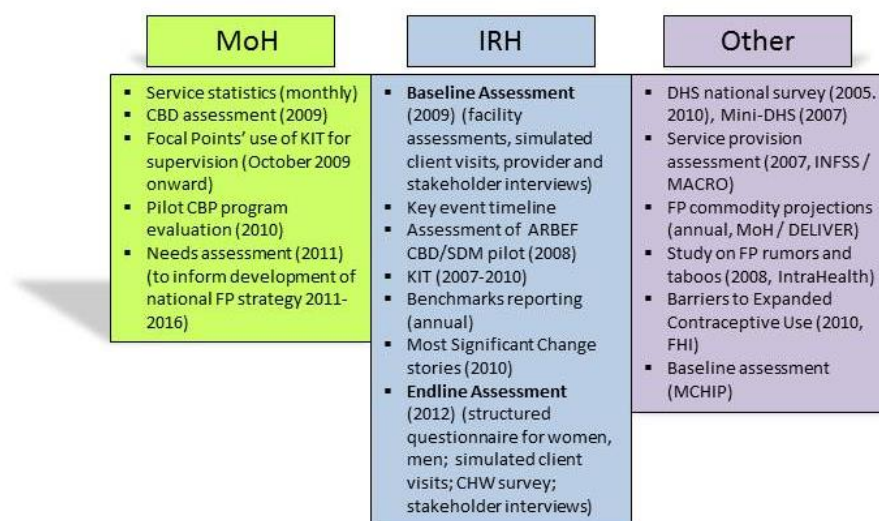 MoH
▪ Service statistics (monthly)
▪ CBD assessment (2009)
▪ Focal Points' use of KIT for
supervision (October 2009
onward)
▪ Pilot CBP program
evaluation (2010)
▪ Needs assessment (2011)
(to inform development of
national FP strategy 2011-
2016)
IRH
▪ Baseline Assessment
(2009) (facility
assessments, simulated
client visits, provider and
stakeholder interviews)
▪ Key event timeline
▪ Assessment of ARBEF
CBD/SDM pilot (2008)
▪ KIT (2007-2010)
▪ Benchmarks reporting
(annual)
▪ Most Significant Change
stories (2010)
▪ Endline Assessment
(2012) (structured
questionnaire for women,
men; simulated client
visits; CHW survey;
stakeholder interviews)
Other
▪ DHS national survey (2005.
2010), Mini-DHS (2007)
▪ Service provision
assessment (2007, INFSS /
MACRO)
▪ FP commodity projections
(annual, MoH / DELIVER)
▪ Study on FP rumors and
taboos (2008, IntraHealth)
▪ Barriers to Expanded
Contraceptive Use (2010,
FHI)
▪ Baseline assessment
(MCHIP)